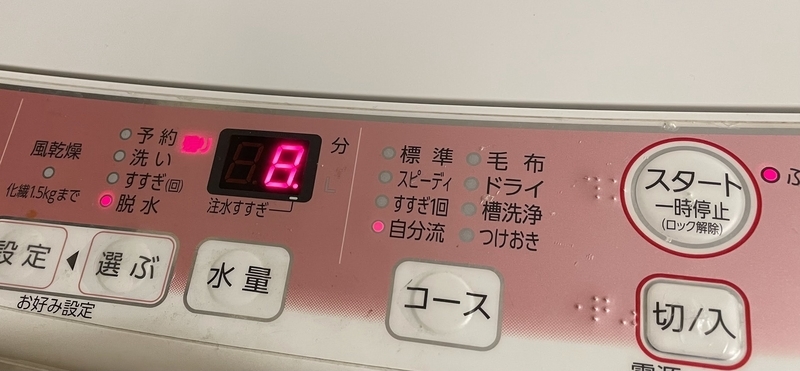 風乾燥
化繊1.5kgまで
予約
洗い
すすぎ(回)
脱水
8
分
注水すすぎ
標準
スピーディ
すすぎ1回
自分流
毛布
ドライ
槽洗浄
つけおき
スタート
一時停止
(ロック解除)
ふ
設定
選ぶ
お好み設定
水量
コース
切/入